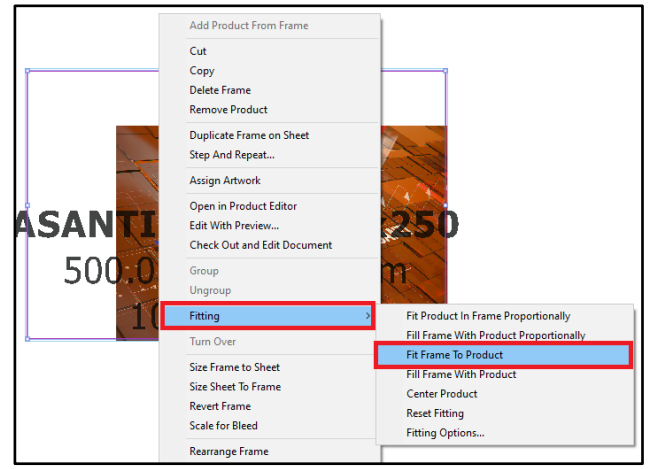 Add Product From Frame
Cut
Copy
Delete Frame
Remove Product
Duplicate Frame on Sheet
Step And Repeat...
Assign Artwork
Open in Product Editor
Edit With Preview...
Check Out and Edit Document
Group
Ungroup
Fitting
Turn Over
Size Frame to Sheet
Size Sheet To Frame
Revert Frame
Scale for Bleed
Rearrange Frame
Fit Product In Frame Proportionally
Fill Frame With Product Proportionally
Fit Frame To Product
Fill Frame With Product
Center Product
Reset Fitting
Fitting Options...
ASANTI
250
500.0
m